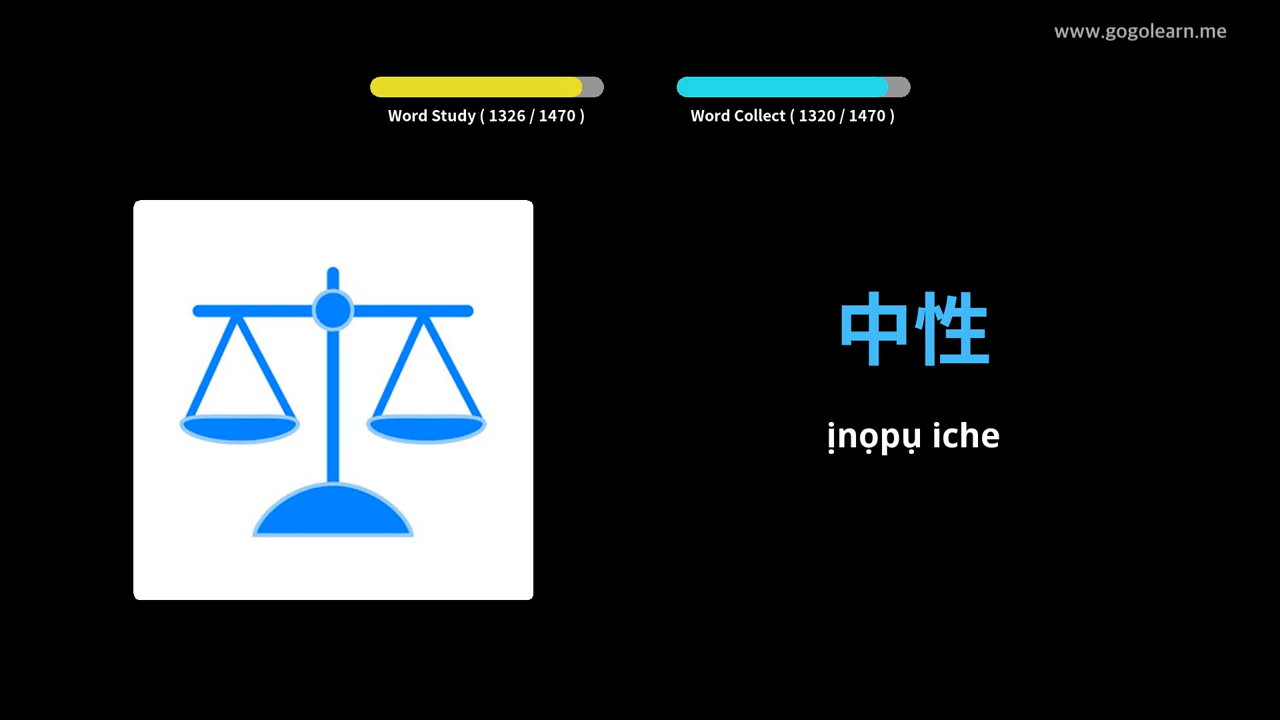 www.gogolearn.me
Word Study ( 1326 / 1470 )
Word Collect ( 1320 / 1470 )
中性
ịnọpụ iche